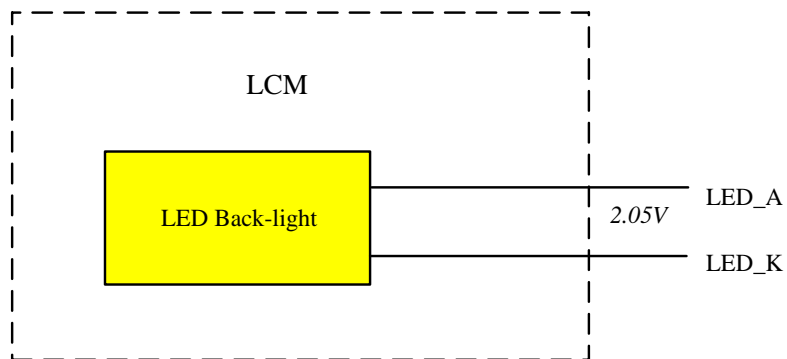 LCM
LED Back-light
LED_A
2.05V
LED_K